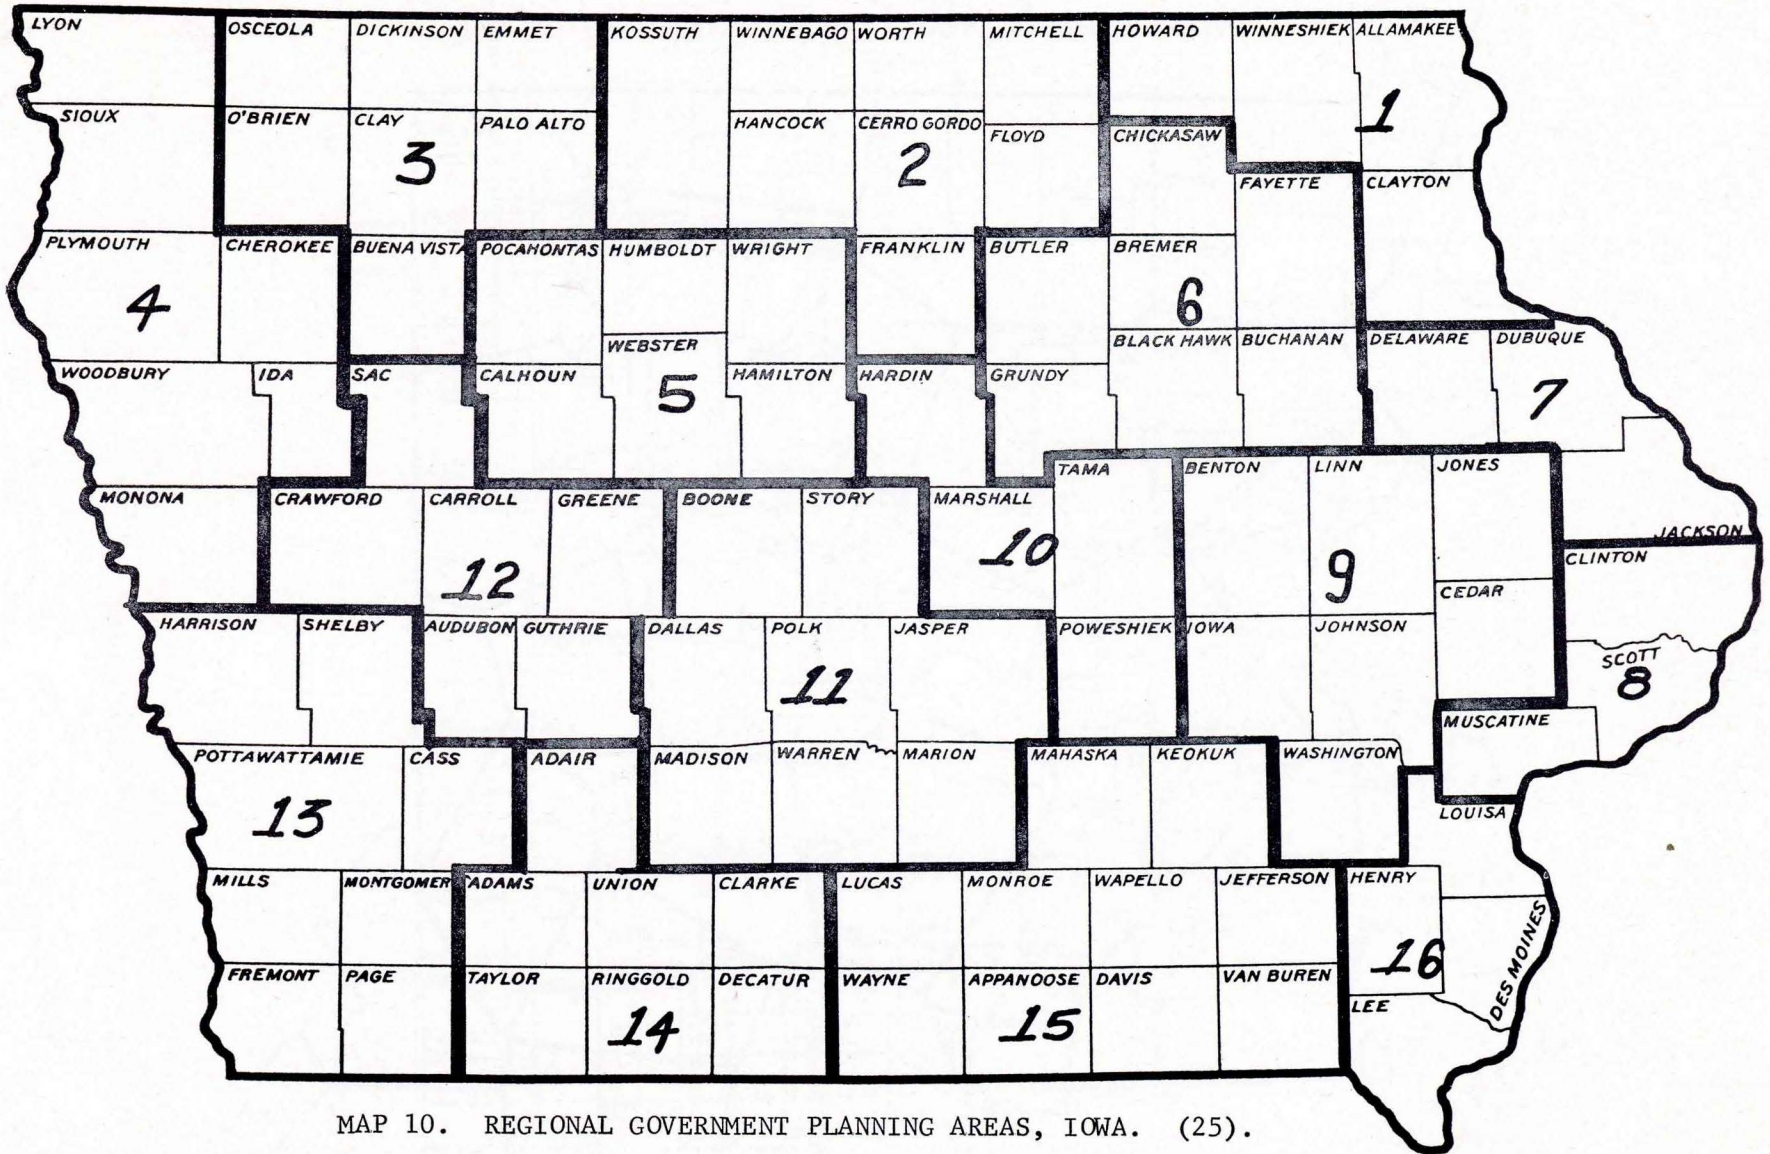 LYON OSCEOLA DICKINSON EMMET KOSSUTH WINNEBAGO WORTH MITCHELL HOWARD WINNESHIEK ALLAMAKEE
SIOUX O'BRIEN CLAY PALO ALTO HANCOCK CERRO GORDO FLOYD CHICKASAW 1
3 2 FAYETTE CLAYTON
PLYMOUTH CHEROKEE BUENA VISTA POCAHONTAS HUMBOLDT WRIGHT FRANKLIN BUTLER BREMER
4 6
WEBSTER BLACK HAWK BUCHANAN DELAWARE DUBUQUE
WOODBURY IDA SAC CALHOUN 5 HAMILTON HARDIN GRUNDY 7
TAMA BENTON LINN JONES
MONONA CRAWFORD CARROLL GREENE BOONE STORY MARSHALL
JACKSON
12 10 9 CLINTON
CEDAR
HARRISON SHELBY AUDUBON GUTHRIE DALLAS POLK JASPER POWESHIEK IOWA JOHNSON
SCOTT
11 8
MUSCATINE
POTTAWATTAMIE CASS ADAIR MADISON WARREN MARION MAHASKA KEOKUK WASHINGTON
13 LOUISA
MILLS MONTGOMER ADAMS UNION CLARKE LUCAS MONROE WAPELLO JEFFERSON HENRY
DES MOINES
16
FREMONT PAGE TAYLOR RINGGOLD DECATUR WAYNE APPANOOSE DAVIS VAN BUREN
14 15 LEE
MAP 10. REGIONAL GOVERNMENT PLANNING AREAS, IOWA. (25).